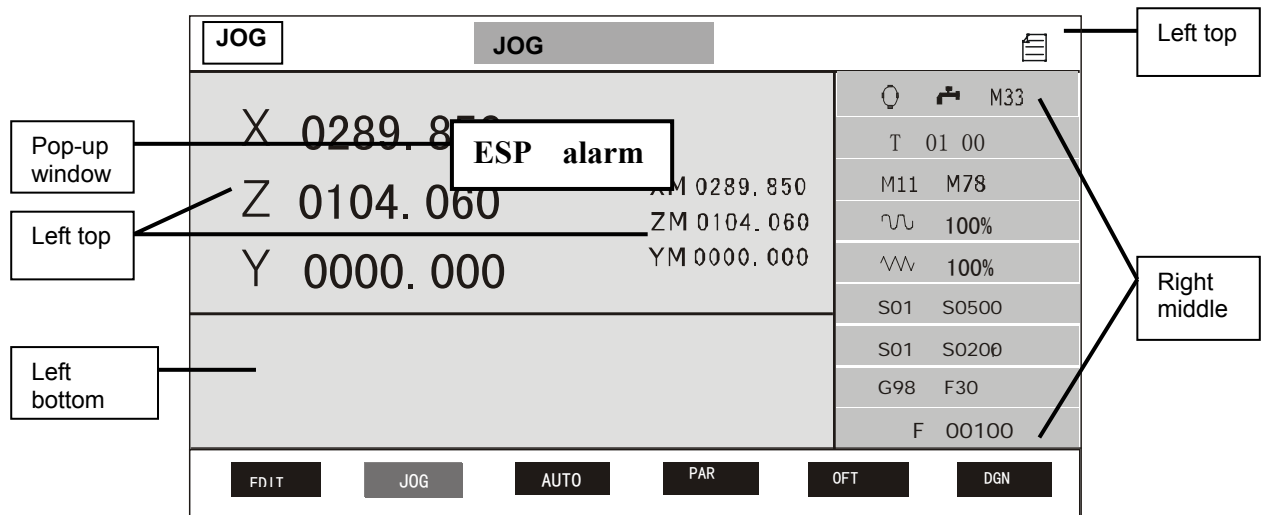 JOG
JOG
Left top
Pop-up
window
X 0289. 8
ESP alarm
Left top
Z 0104. 060
Y 0000. 000
XM 0289. 850
ZM 0104. 060
YM 0000. 000
M33
T 01 00
M11 M78
100%
100%
S01 S0500
S01 S0200
G98 F30
F 00100
Right
middle
Left
bottom
EDIT
JOG
AUTO
PAR
OFT
DGN